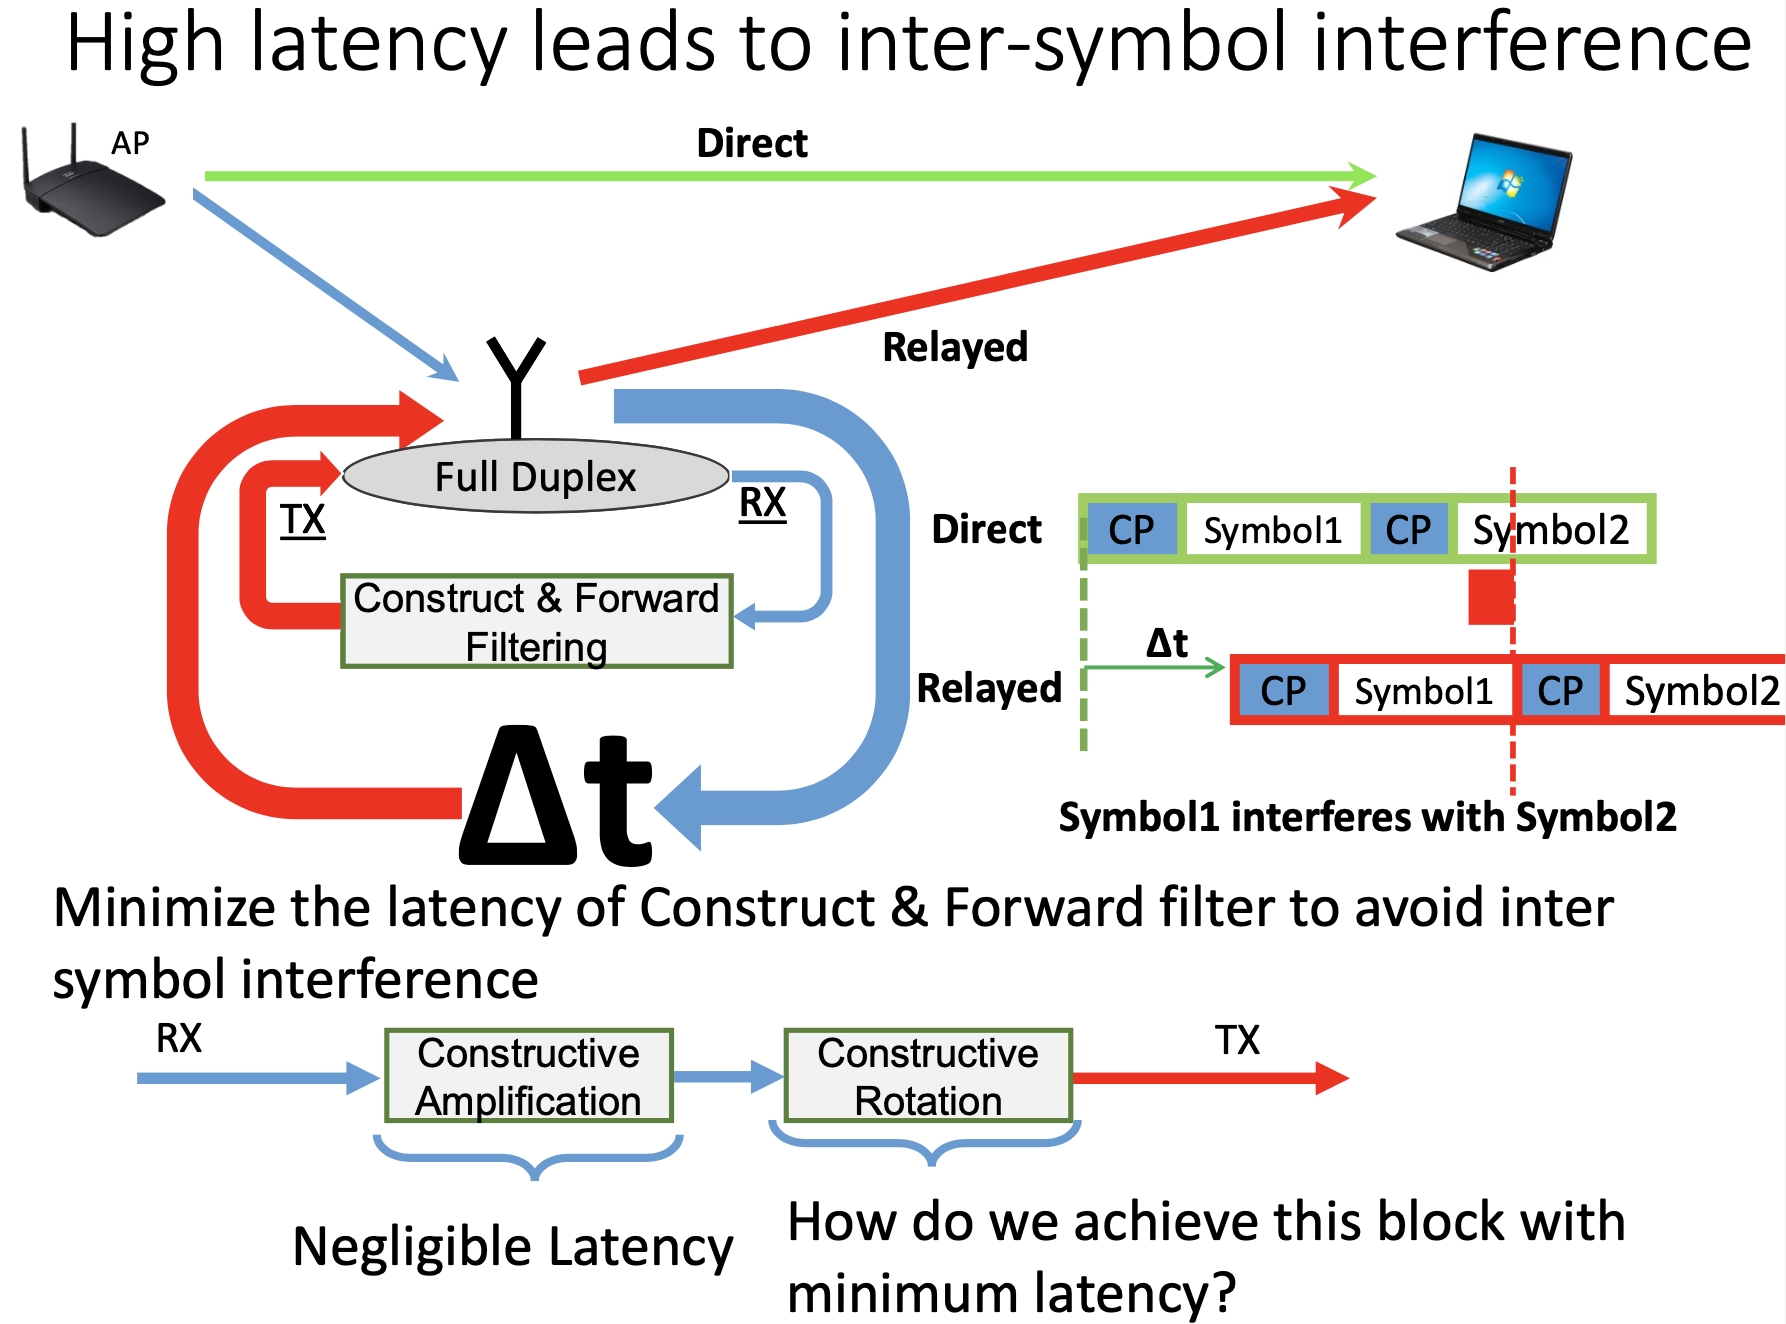 High latency leads to inter-symbol interference
AP
Direct
Relayed
Full Duplex
TX
RX
Construct & Forward
Filtering
Δt
Direct
CP
Symbol1
CP
Symbol2
Δt
Relayed
CP
Symbol1
CP
Symbol2
Symbol1 interferes with Symbol2
Minimize the latency of Construct & Forward filter to avoid inter
symbol interference
RX
Constructive
Amplification
Constructive
Rotation
TX
Negligible Latency
How do we achieve this block with
minimum latency?